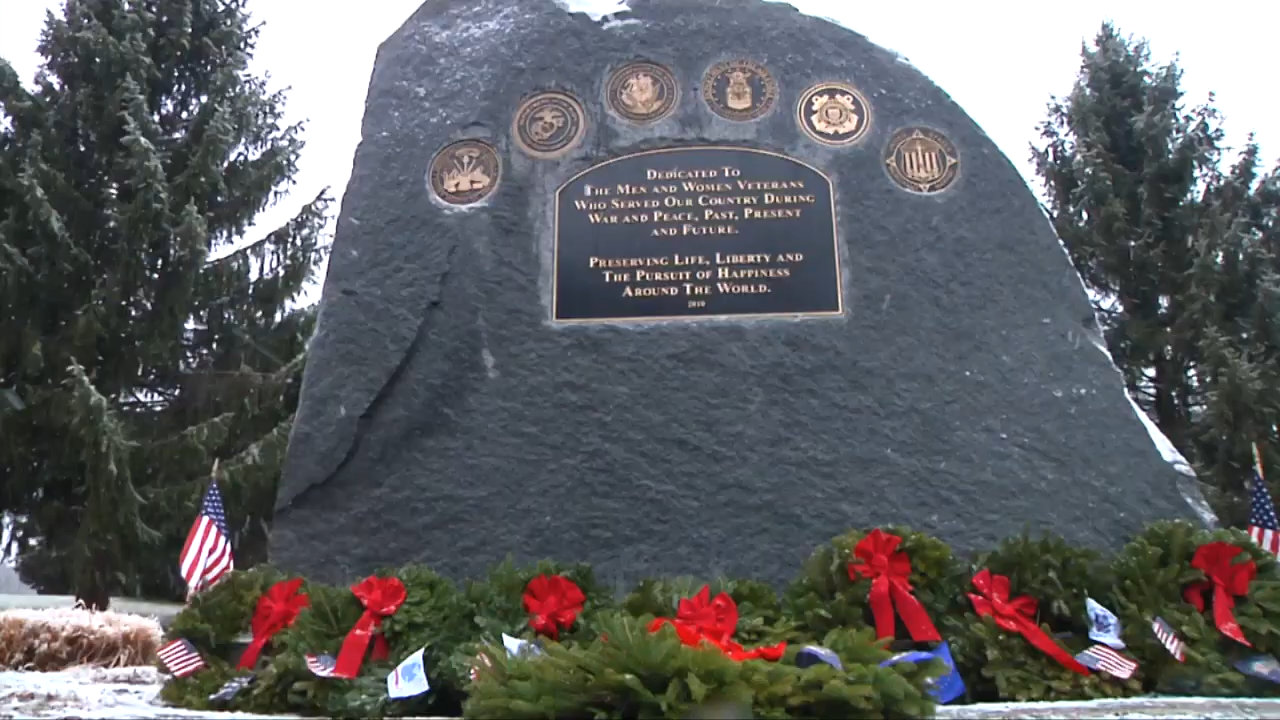 Dedicated To
The Men and Women Veterans
Who Served Our Country During
War and Peace, Past, Present
and Future.
Preserving Life, Liberty and
The Pursuit of Happiness
Around The World.
2010